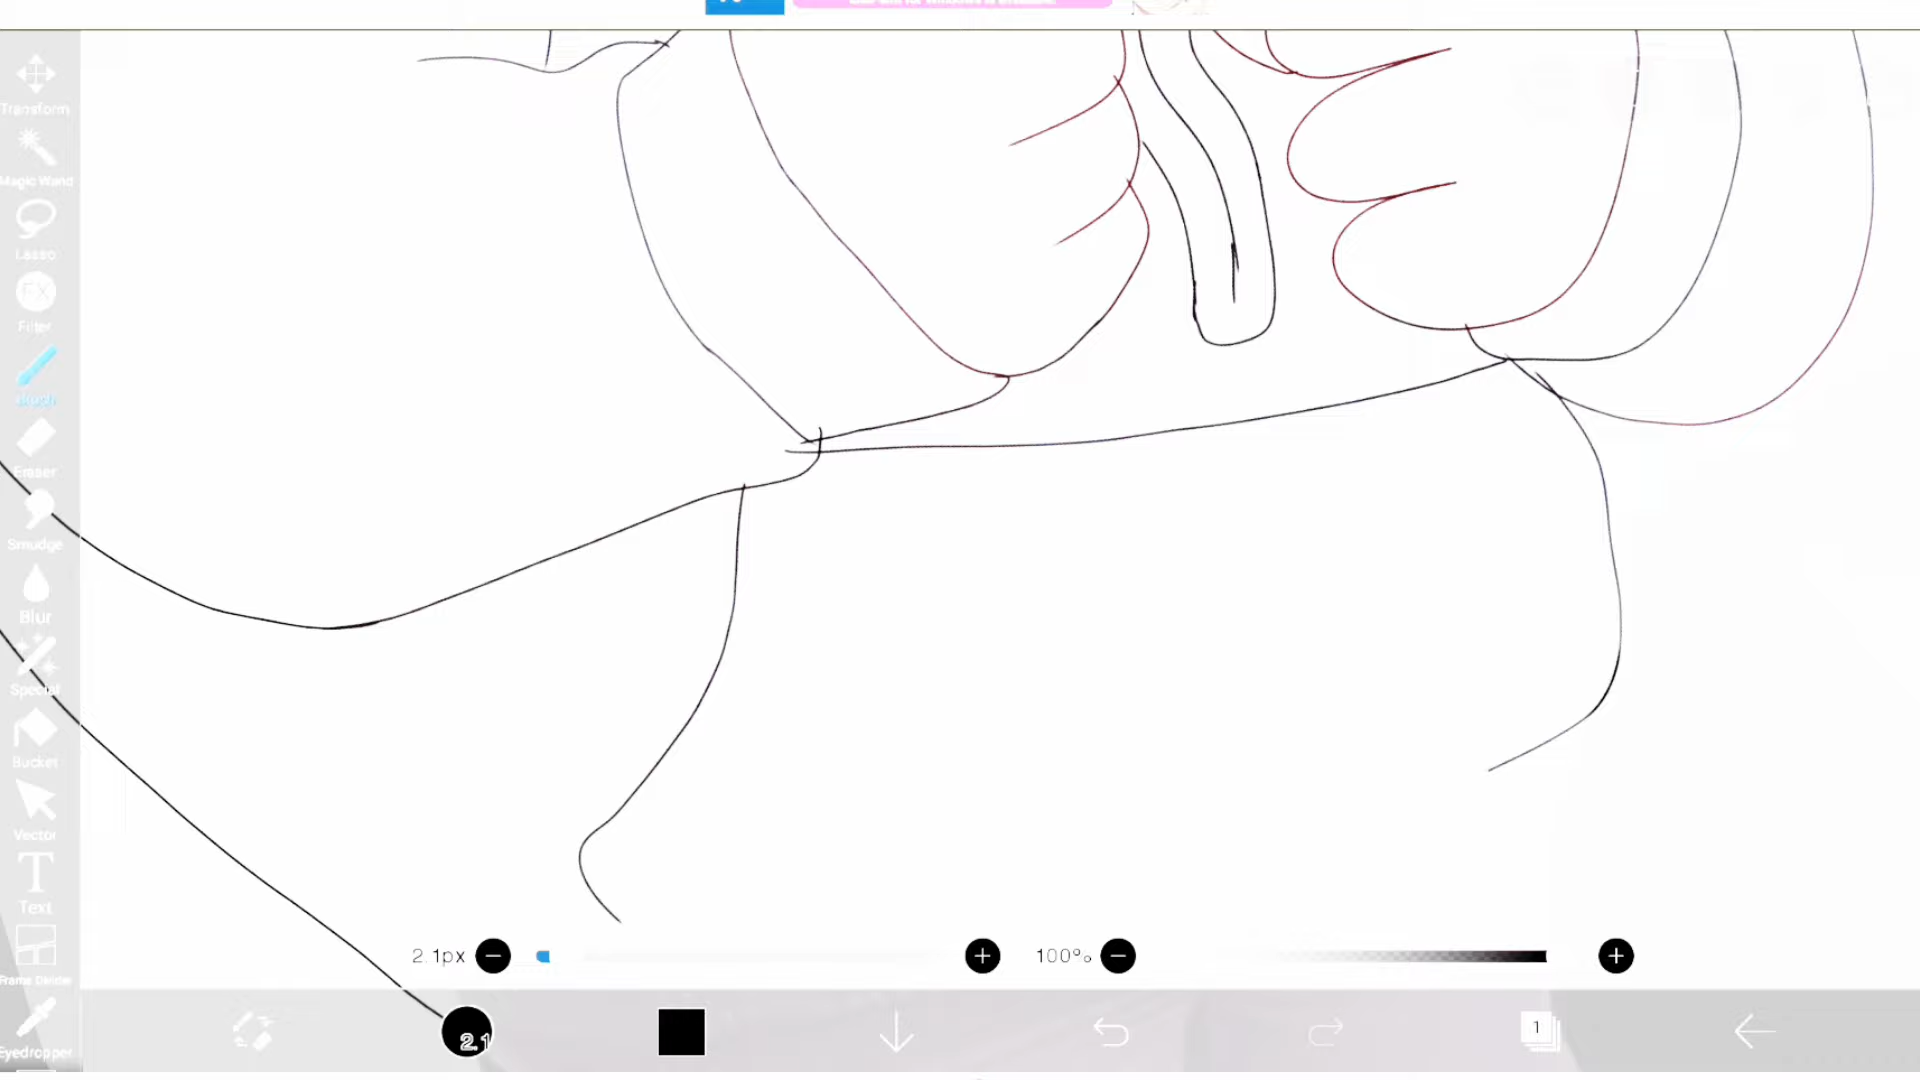 Transform
Magic Wand
Lasso
FX
Filter
Brush
Eraser
Smudge
Blur
Special
Bucket
Vector
T
Text
Frame Divider
Eyedropper
2.1px
100%
2.1
1